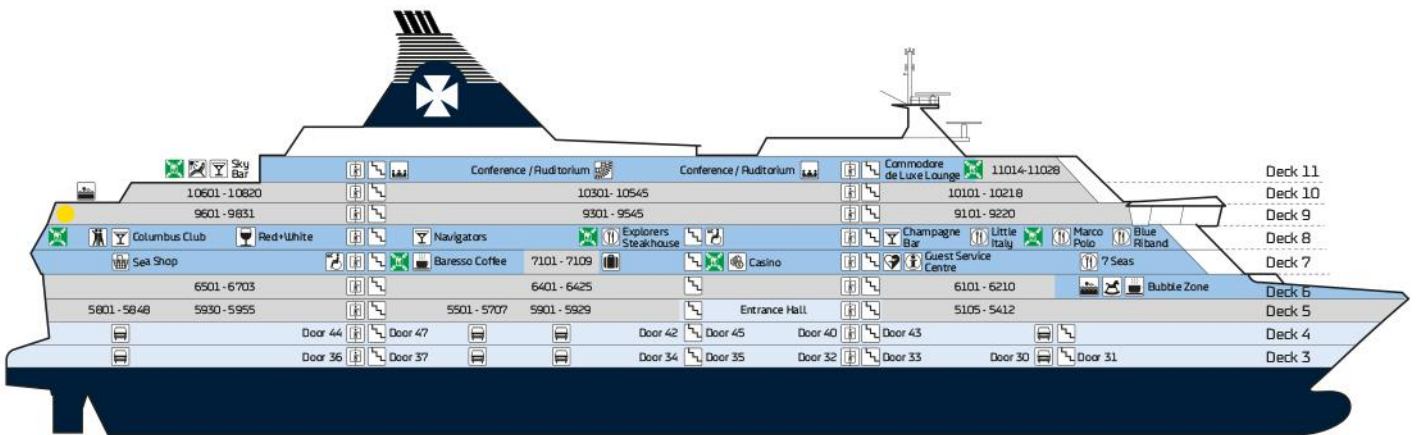 Sky
Bar
Conference / Auditorium
Conference / Auditorium
Commodore
de Luxe Lounge
11014-11028
Deck 11
10601 - 10820
10301- 10545
10101 - 10218
Deck 10
9601 - 9831
9301 - 9545
9101 - 9220
Deck 9
Columbus Club
Red+White
Navigators
Explorers
Steakhouse
Champagne
Bar
Little
Italy
Marco
Polo
Blue
Riband
Deck 8
Sea Shop
Baresso Coffee
7101 - 7109
Casino
Guest Service
Centre
7 Seas
Deck 7
6501 - 6703
6401 - 6425
6101 - 6210
Bubble Zone
Deck 6
5801 - 5848
5930 - 5955
5501 - 5707
5901 - 5929
Entrance Hall
5105 - 5412
Deck 5
Door 44
Door 47
Door 42
Door 45
Door 40
Door 43
Deck 4
Door 36
Door 37
Door 34
Door 35
Door 32
Door 33
Door 30
Door 31
Deck 3